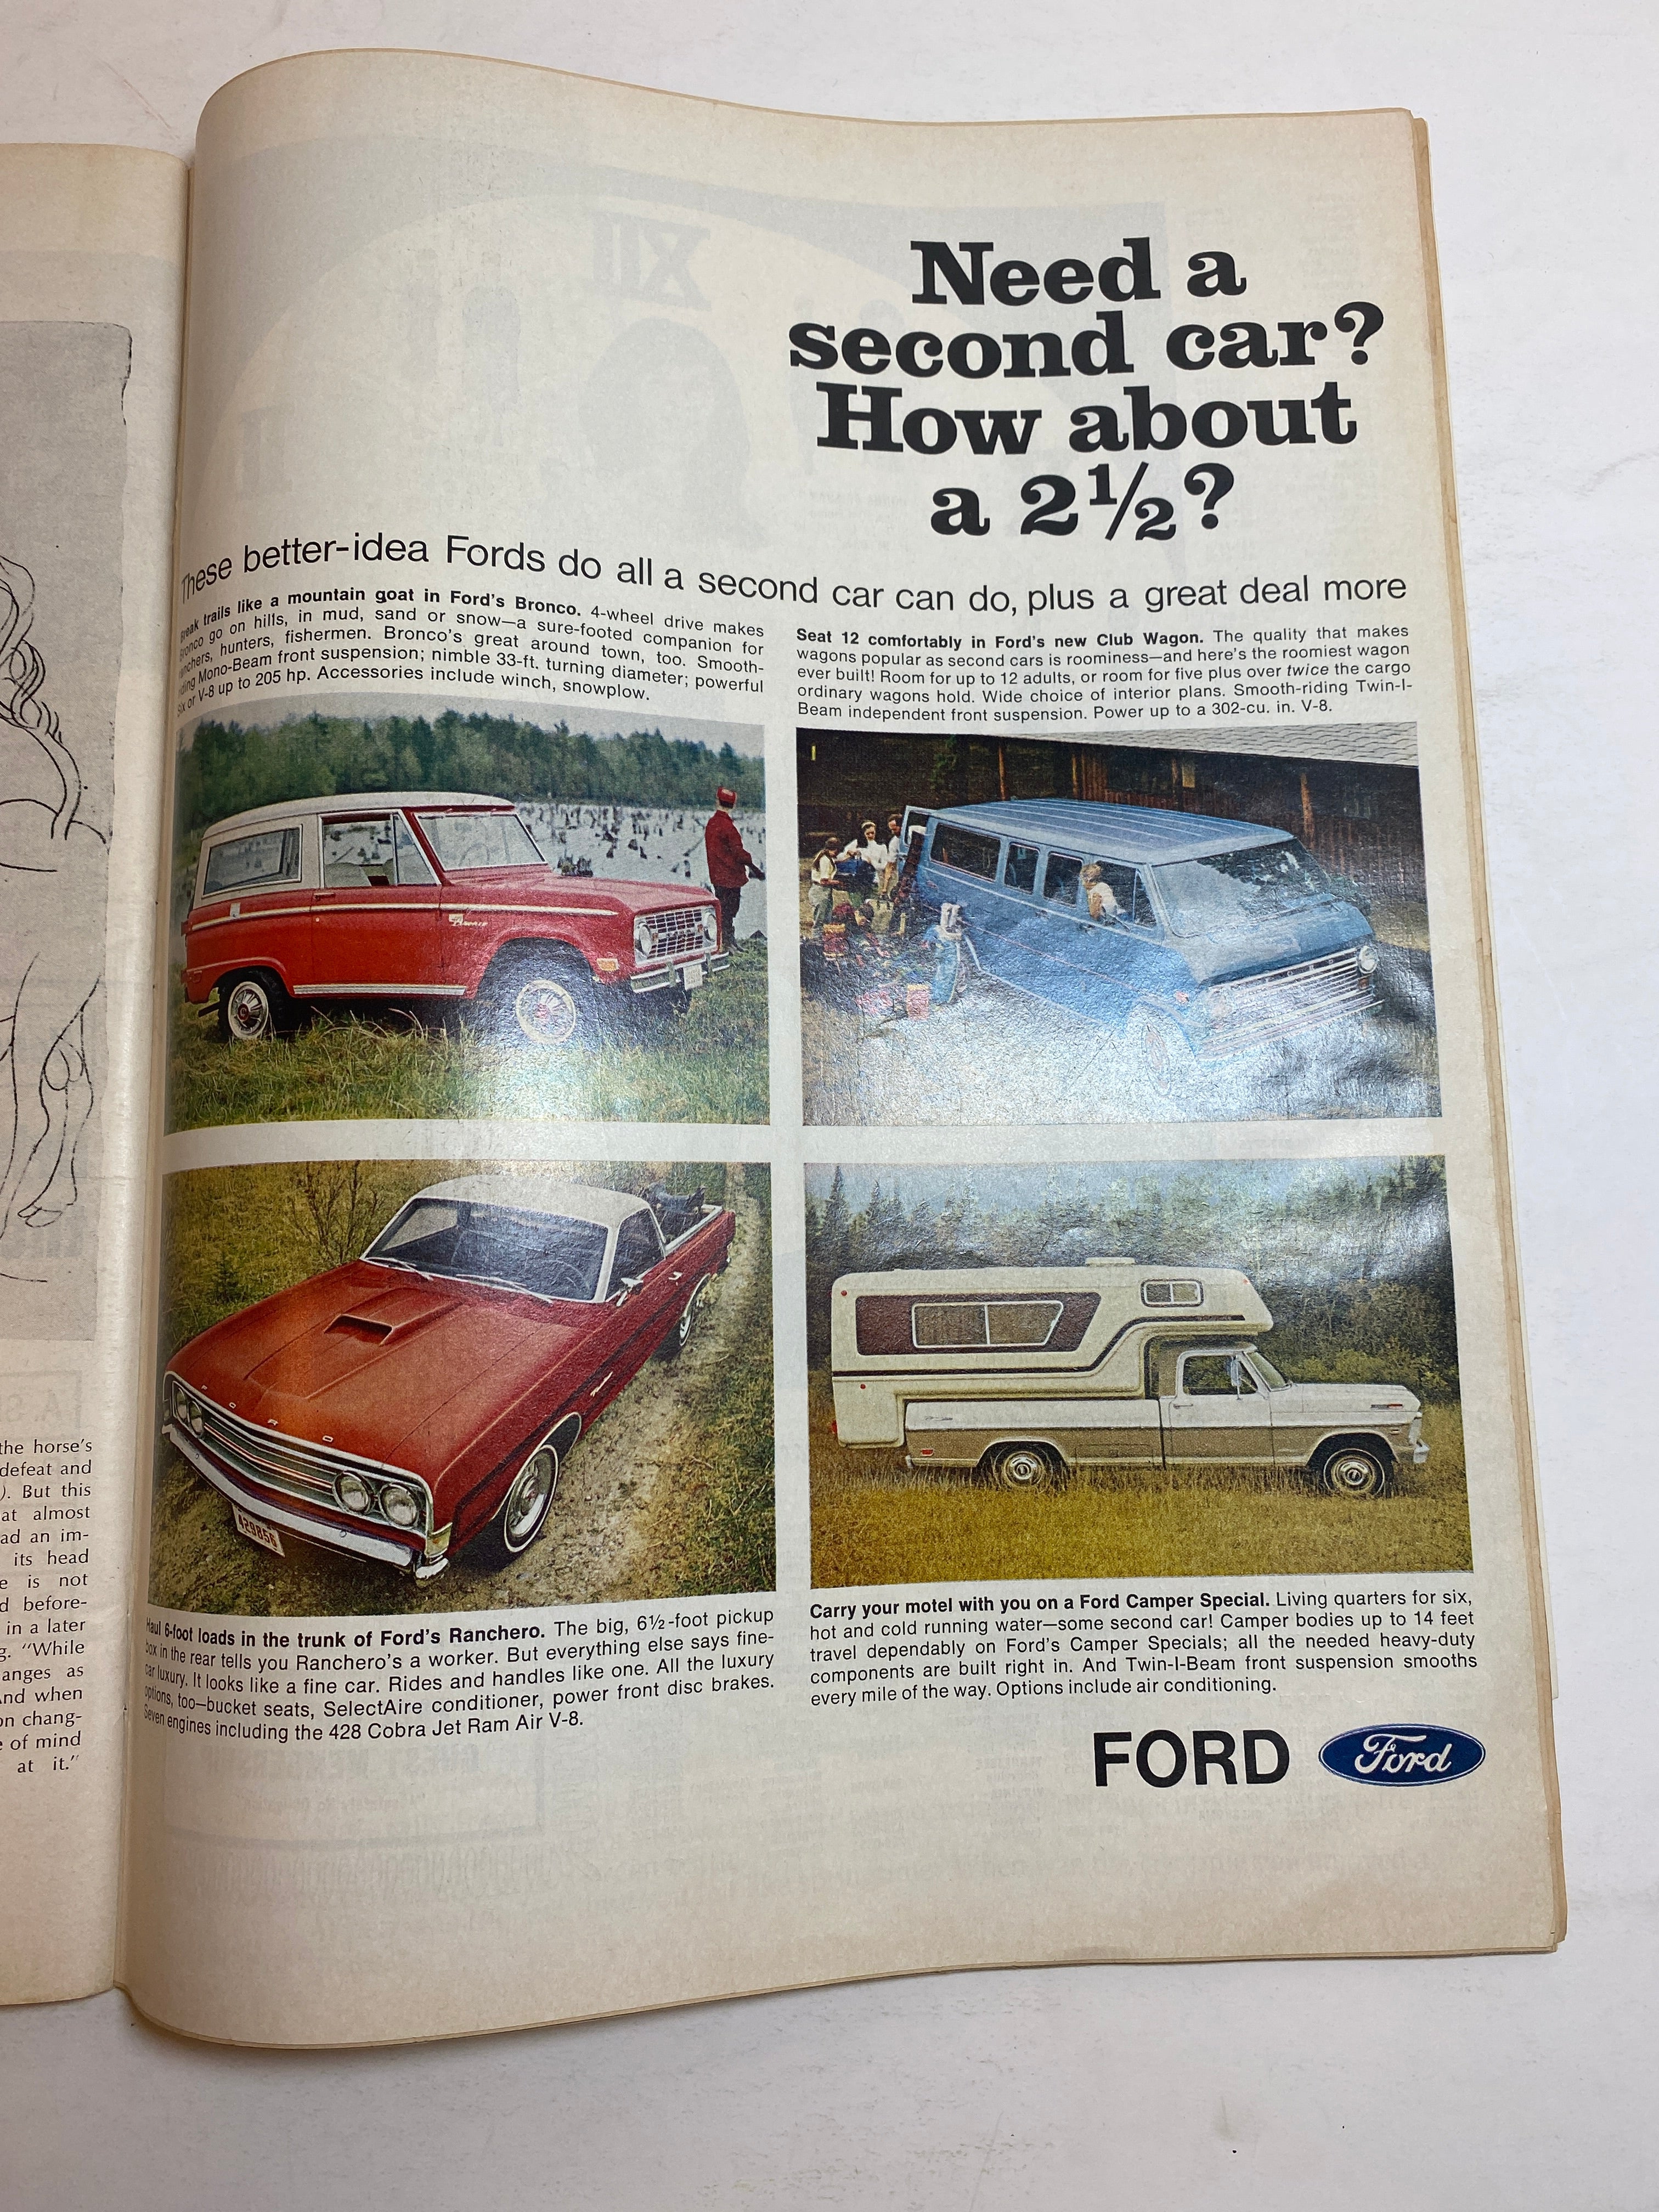 Need a
second car?
How about
a 2½?
These better-idea Fords do all a second car can do, plus a great deal more
Break trails like a mountain goat in Ford's Bronco. 4-wheel drive makes
Bronco go on hills, in mud, sand or snow—a sure-footed companion for
ranchers, hunters, fishermen. Bronco's great around town, too. Smooth-
riding Mono-Beam front suspension; nimble 33-ft. turning diameter; powerful
Six or V-8 up to 205 hp. Accessories include winch, snowplow.
Seat 12 comfortably in Ford's new Club Wagon. The quality that makes
wagons popular as second cars is roominess—and here's the roomiest wagon
ever built! Room for up to 12 adults, or room for five plus over twice the cargo
ordinary wagons hold. Wide choice of interior plans. Smooth-riding Twin-I-
Beam independent front suspension. Power up to a 302-cu. in. V-8.
FORD
429856
Haul 6-foot loads in the trunk of Ford's Ranchero. The big, 6½-foot pickup
box in the rear tells you Ranchero's a worker. But everything else says fine-
car luxury. It looks like a fine car. Rides and handles like one. All the luxury
options, too—bucket seats, SelectAire conditioner, power front disc brakes.
Seven engines including the 428 Cobra Jet Ram Air V-8.
Carry your motel with you on a Ford Camper Special. Living quarters for six,
hot and cold running water—some second car! Camper bodies up to 14 feet
travel dependably on Ford's Camper Specials; all the needed heavy-duty
components are built right in. And Twin-I-Beam front suspension smooths
every mile of the way. Options include air conditioning.
FORD Ford
the horse's
defeat and
). But this
at almost
ad an im-
its head
e is not
d before-
in a later
g. "While
anges as
And when
on chang-
e of mind
at it."